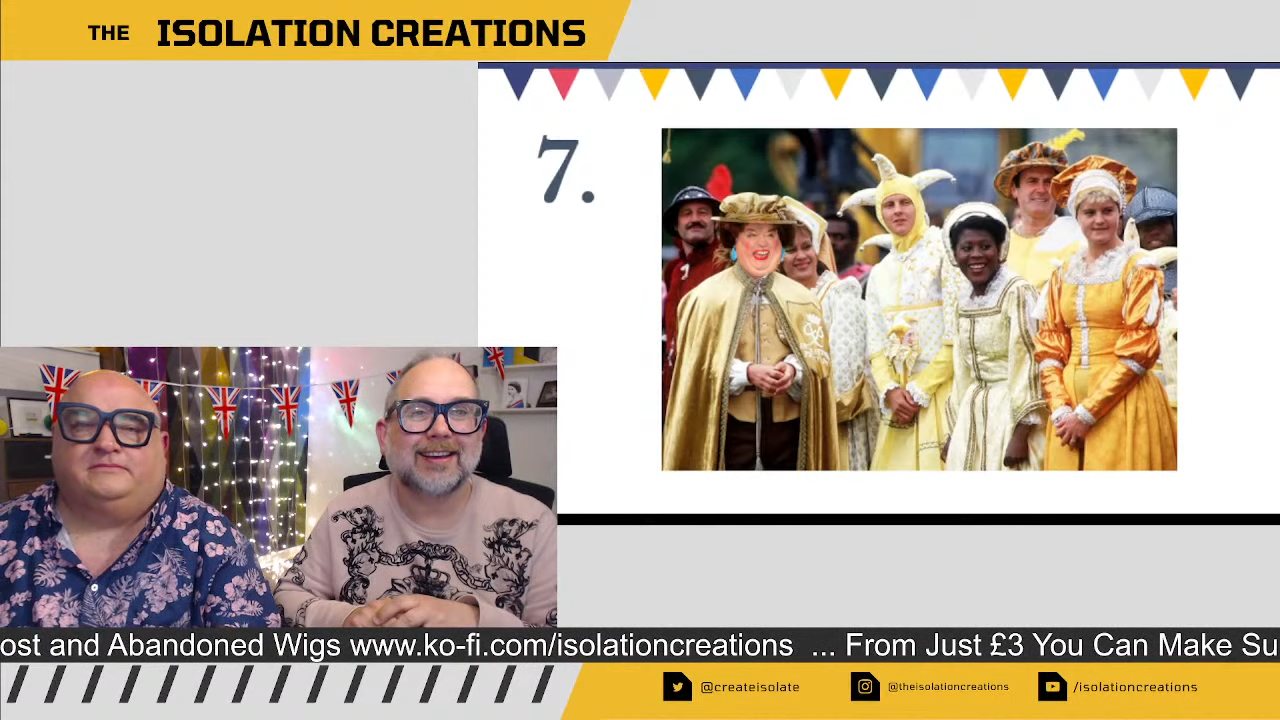 THE ISOLATION CREATIONS
7.
ost and Abandoned Wigs www.ko-fi.com/isolationcreations ... From Just £3 You Can Make Su
@createisolate @theisolationcreations /isolationcreations